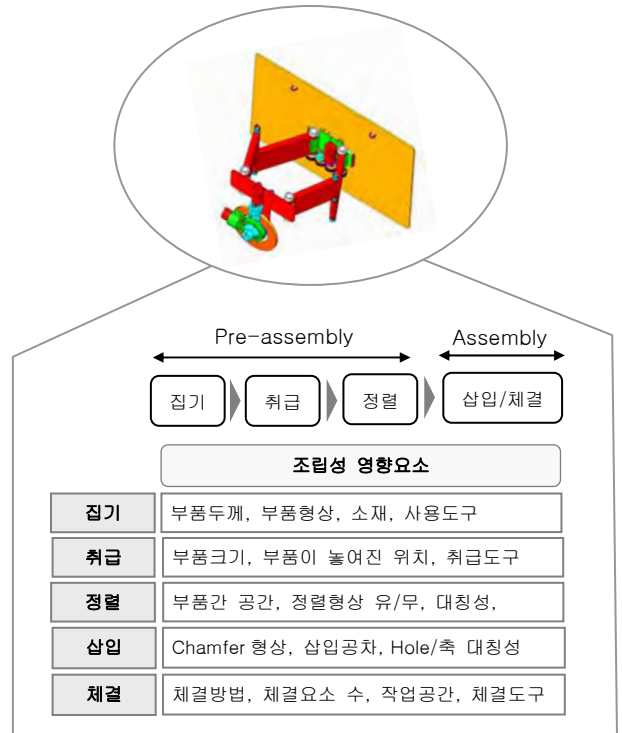 Pre-assembly Assembly
집기 취급 정렬 삽입/체결
조립성 영향요소
집기 부품두께, 부품형상, 소재, 사용도구
취급 부품크기, 부품이 놓여진 위치, 취급도구
정렬 부품간 공간, 정렬형상 유/무, 대칭성,
삽입 Chamfer 형상, 삽입공차, Hole/축 대칭성
체결 체결방법, 체결요소 수, 작업공간, 체결도구